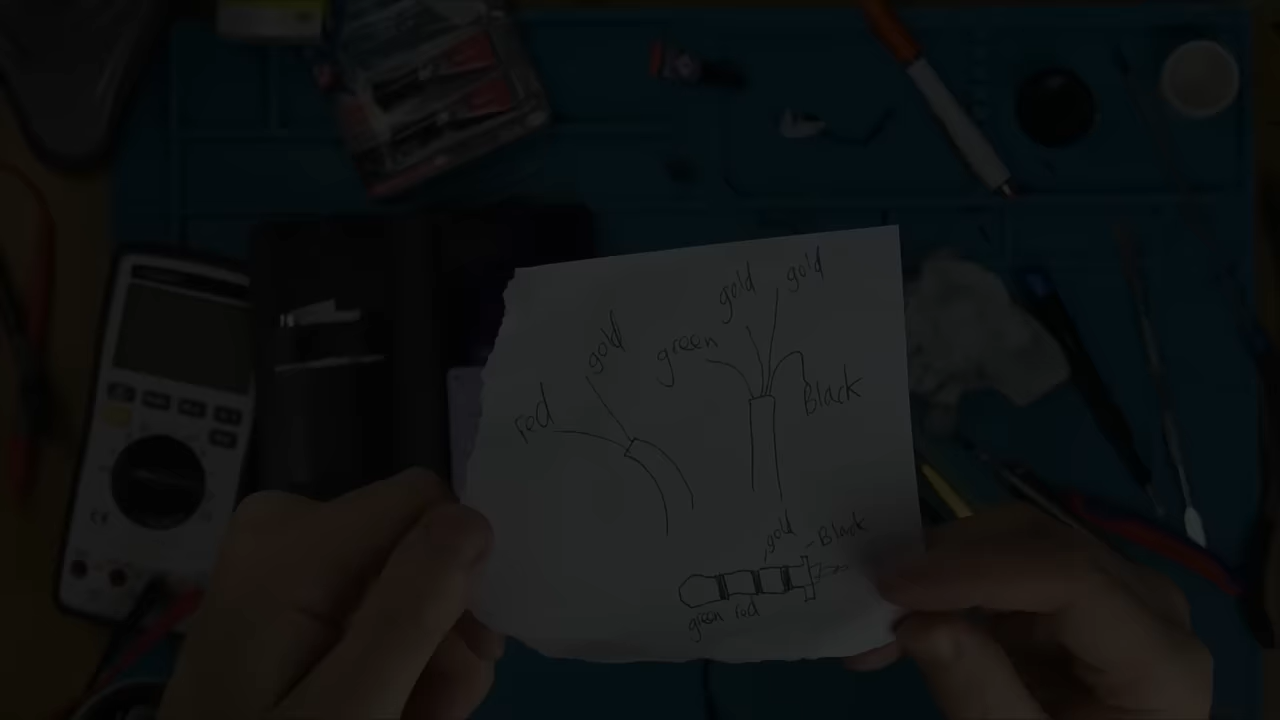 gold gold
green
gold
Black
red
gold
Black
green red